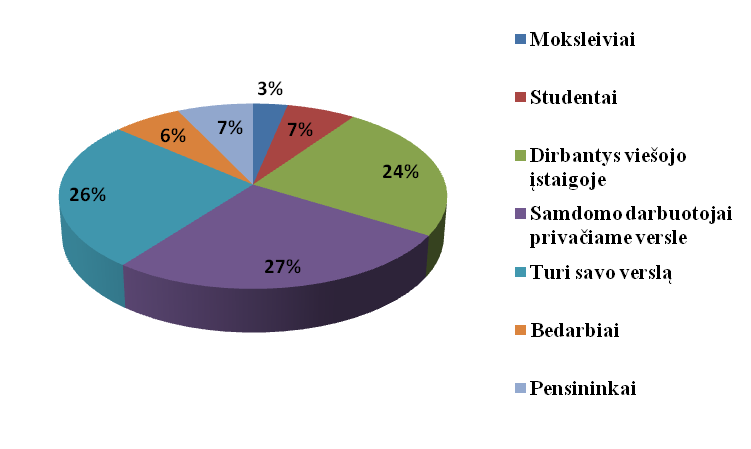 Moksleiviai
3%
Studentai
7%
7%
6%
Dirbantys viešojo
įstaigoje
24%
26%
Samdomo darbuotojai
privačiame versle
27%
Turi savo verslą
Bedarbiai
Pensininkai